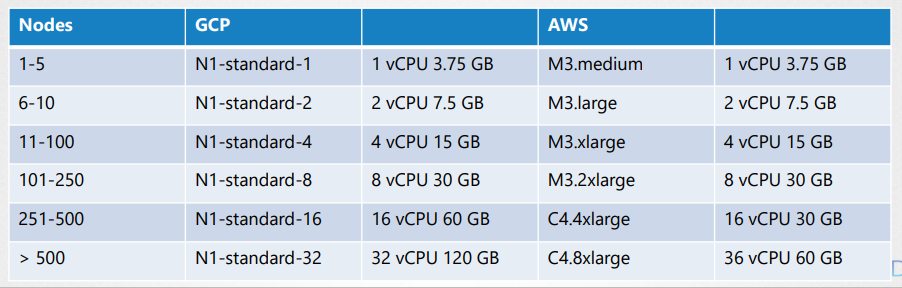 Nodes GCP AWS
1-5 N1-standard-1 1 vCPU 3.75 GB M3.medium 1 vCPU 3.75 GB
6-10 N1-standard-2 2 vCPU 7.5 GB M3.large 2 vCPU 7.5 GB
11-100 N1-standard-4 4 vCPU 15 GB M3.xlarge 4 vCPU 15 GB
101-250 N1-standard-8 8 vCPU 30 GB M3.2xlarge 8 vCPU 30 GB
251-500 N1-standard-16 16 vCPU 60 GB C4.4xlarge 16 vCPU 30 GB
> 500 N1-standard-32 32 vCPU 120 GB C4.8xlarge 36 vCPU 60 GB